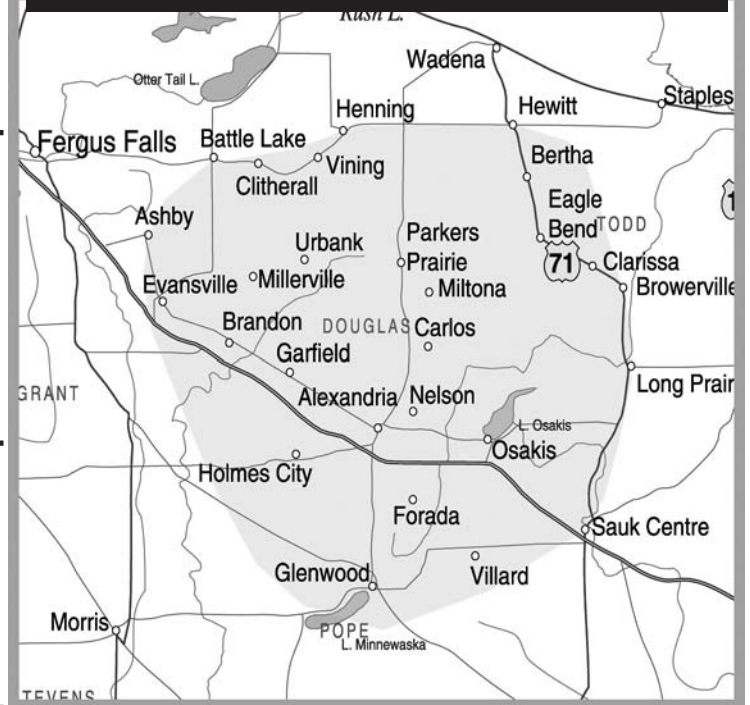 Rush L.
Wadena
Otter Tail L.
Staples
Henning
Hewitt
Fergus Falls
Battle Lake
Vining
Clitherall
Bertha
Eagle
Bend
TODD
Ashby
Urbank
Parkers
Prairie
71
Clarissa
1
Evansville
Millerville
Miltona
Browerville
Brandon
DOUGLAS
Carlos
Garfield
GRANT
Alexandria
Nelson
Long Prair
L. Osakis
Osakis
Holmes City
Forada
Sauk Centre
Glenwood
Villard
Morris
POPE
L. Minnewaska
TEVENS